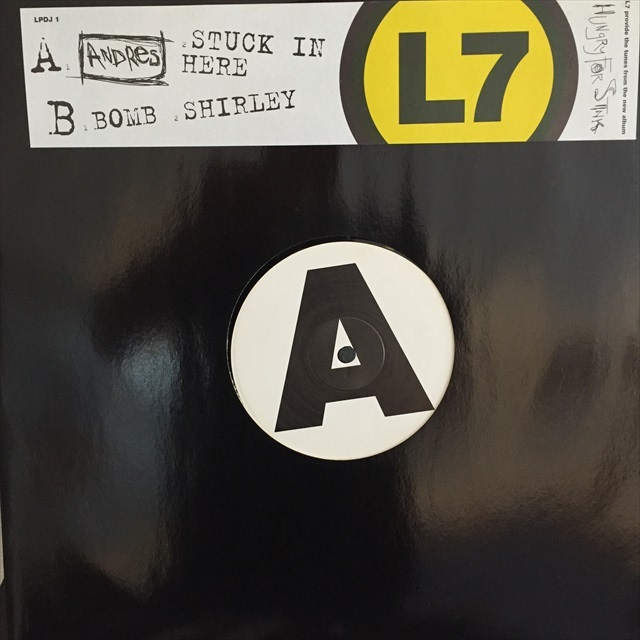 LPDJ 1
A 1 ANDRES 2 STUCK IN
HERE
B 1 BOMB 2 SHIRLEY
L7
HUNGRY FOR STINK
L7 provide the tunes from the new album
A